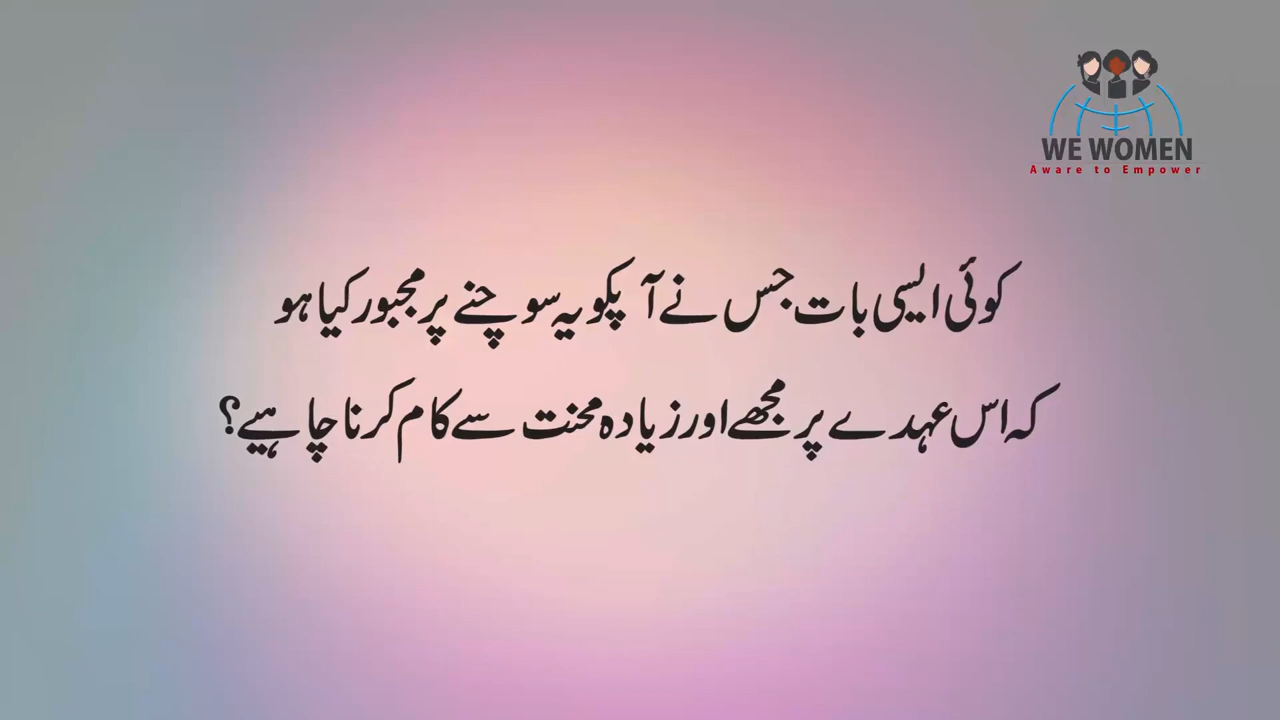 WE WOMEN
Aware to Empower
کوئی ایسی بات جس نے آپکو یہ سوچنے پر مجبور کیا ہو
کہ اس عہدے پر مجھے اور زیادہ محنت سے کام کرنا چاہیے؟